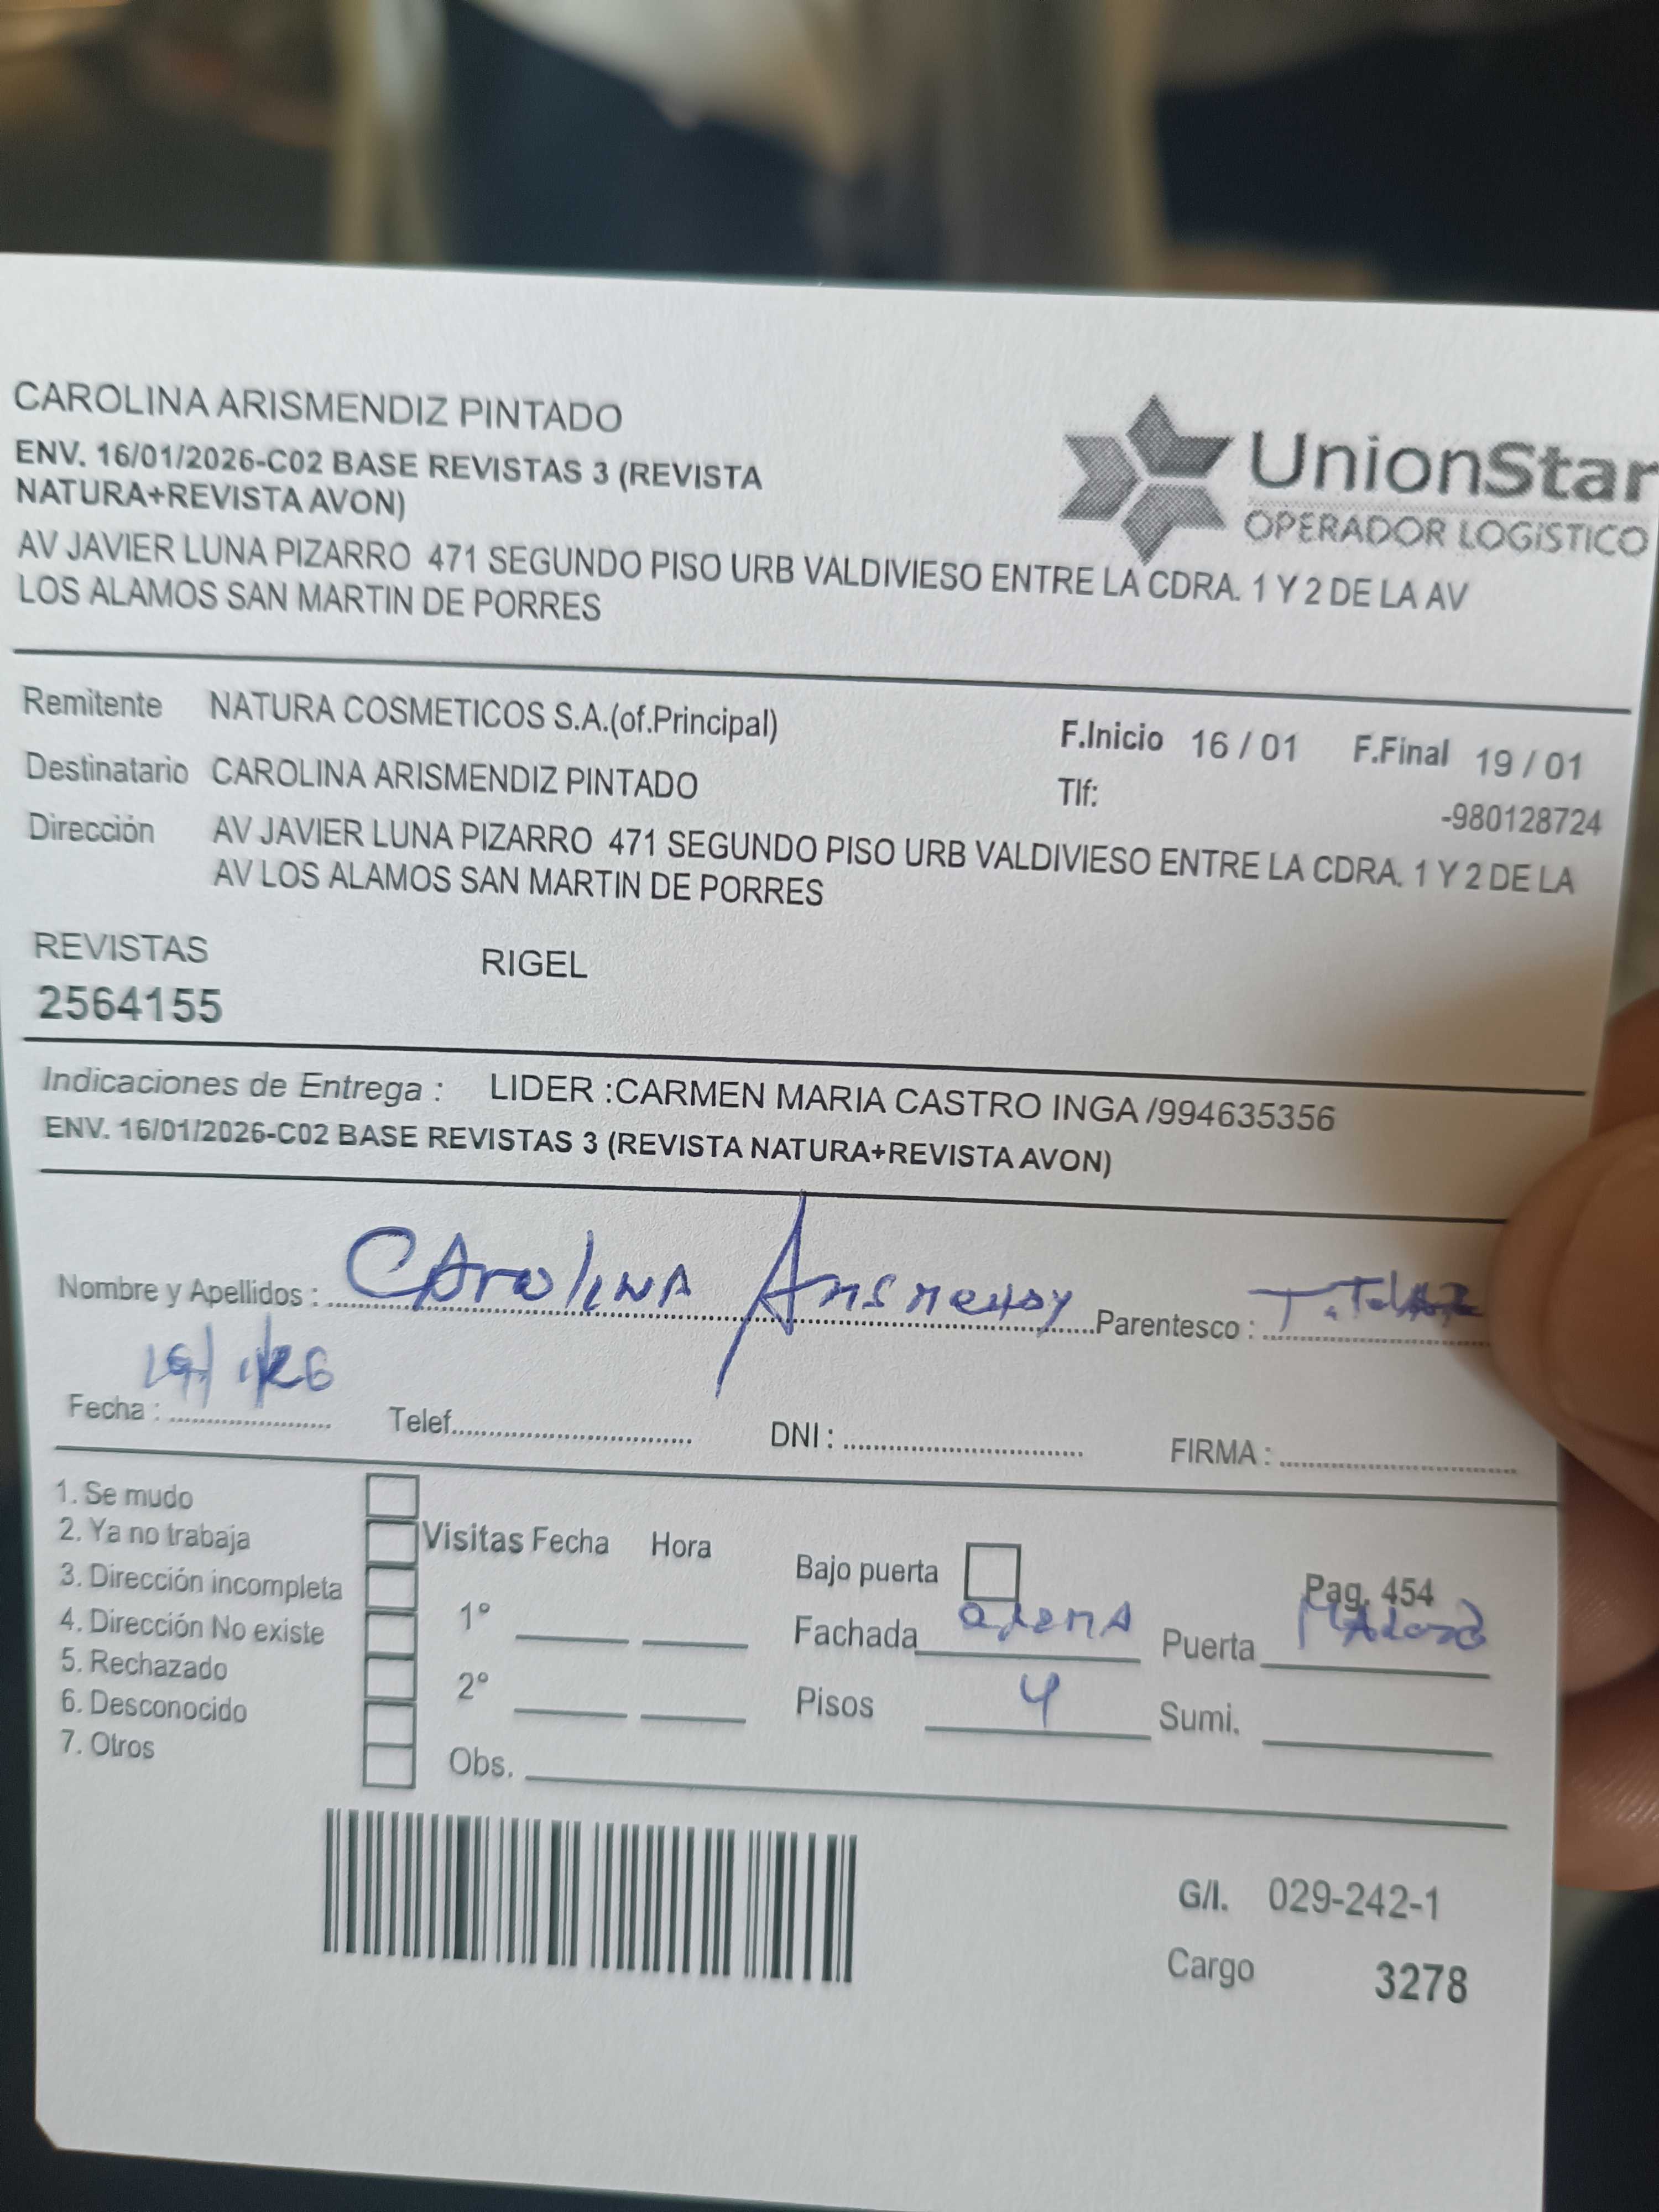 CAROLINA ARISMENDIZ PINTADO
ENV. 16/01/2026-C02 BASE REVISTAS 3 (REVISTA
NATURA+REVISTA AVON)
UnionStar
OPERADOR LOGíSTICO
AV JAVIER LUNA PIZARRO 471 SEGUNDO PISO URB VALDIVIESO ENTRE LA CDRA. 1 Y 2 DE LA AV
LOS ALAMOS SAN MARTIN DE PORRES
Remitente NATURA COSMETICOS S.A.(of.Principal)
F.Inicio 16 / 01 F.Final 19 / 01
Destinatario CAROLINA ARISMENDIZ PINTADO
Tlf: -980128724
Dirección AV JAVIER LUNA PIZARRO 471 SEGUNDO PISO URB VALDIVIESO ENTRE LA CDRA. 1 Y 2 DE LA
AV LOS ALAMOS SAN MARTIN DE PORRES
REVISTAS RIGEL
2564155
Indicaciones de Entrega : LIDER :CARMEN MARIA CASTRO INGA /994635356
ENV. 16/01/2026-C02 BASE REVISTAS 3 (REVISTA NATURA+REVISTA AVON)
Nombre y Apellidos : CArolINA Parentesco :
Fecha : Telef. DNI : FIRMA :
1. Se mudo
2. Ya no trabaja
3. Dirección incompleta
4. Dirección No existe
5. Rechazado
6. Desconocido
7. Otros
Visitas Fecha Hora
1°
2°
Obs.
Bajo puerta Pag. 454
Fachada Puerta
Pisos 4 Sumi.
G/I. 029-242-1
Cargo 3278